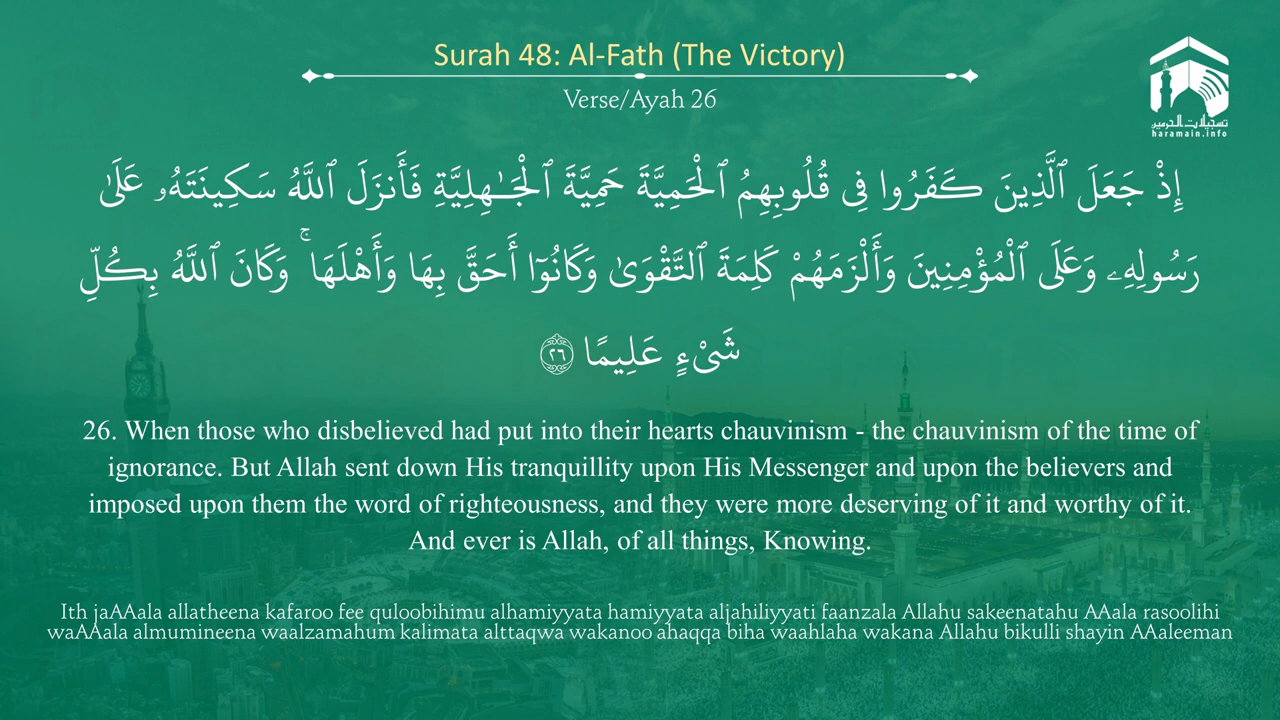 Surah 48: Al-Fath (The Victory)
Verse/Ayah 26
تسجيلات الحرمين
haramain.info
إِذْ جَعَلَ ٱلَّذِينَ كَفَرُوا فِى قُلُوبِهِمُ ٱلْحَمِيَّةَ حَمِيَّةَ ٱلْجَـٰهِلِيَّةِ فَأَنزَلَ ٱللَّهُ سَكِينَتَهُۥ عَلَىٰ
رَسُولِهِۦ وَعَلَى ٱلْمُؤْمِنِينَ وَأَلْزَمَهُمْ كَلِمَةَ ٱلتَّقْوَىٰ وَكَانُوٓا أَحَقَّ بِهَا وَأَهْلَهَا ۚ وَكَانَ ٱللَّهُ بِكُلِّ
شَىْءٍ عَلِيمًا ٢٦
26. When those who disbelieved had put into their hearts chauvinism - the chauvinism of the time of
ignorance. But Allah sent down His tranquillity upon His Messenger and upon the believers and
imposed upon them the word of righteousness, and they were more deserving of it and worthy of it.
And ever is Allah, of all things, Knowing.
Ith jaAAala allatheena kafaroo fee quloobihimu alhamiyyata hamiyyata aljahiliyyati faanzala Allahu sakeenatahu AAala rasoolihi
waAAala almumineena waalzamahum kalimata alttaqwa wakanoo ahaqqa biha waahlaha wakana Allahu bikulli shayin AAaleeman